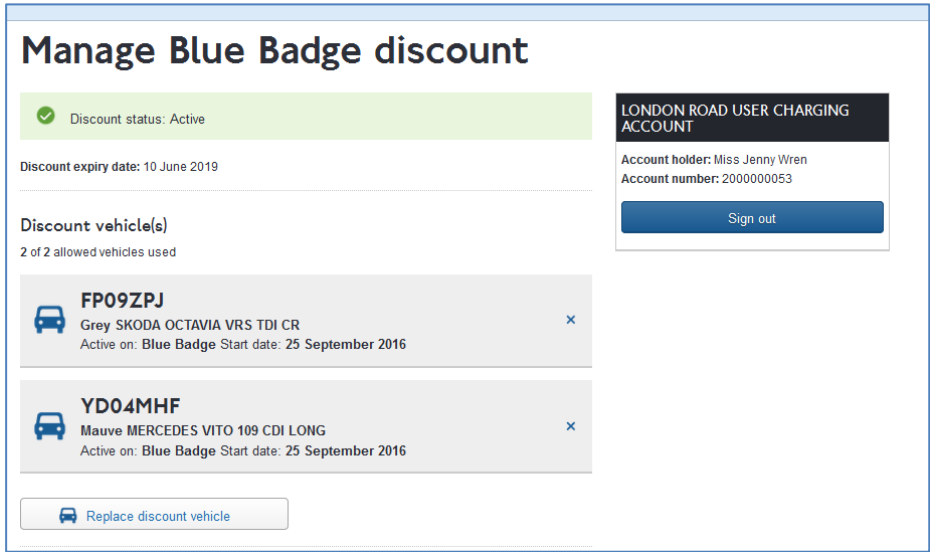 Manage Blue Badge discount
Discount status: Active
Discount expiry date: 10 June 2019
Discount vehicle(s)
2 of 2 allowed vehicles used
FP09ZPJ
Grey SKODA OCTAVIA VRS TDI CR
Active on: Blue Badge Start date: 25 September 2016
×
YD04MHF
Mauve MERCEDES VITO 109 CDI LONG
Active on: Blue Badge Start date: 25 September 2016
×
Replace discount vehicle
LONDON ROAD USER CHARGING
ACCOUNT
Account holder: Miss Jenny Wren
Account number: 2000000053
Sign out